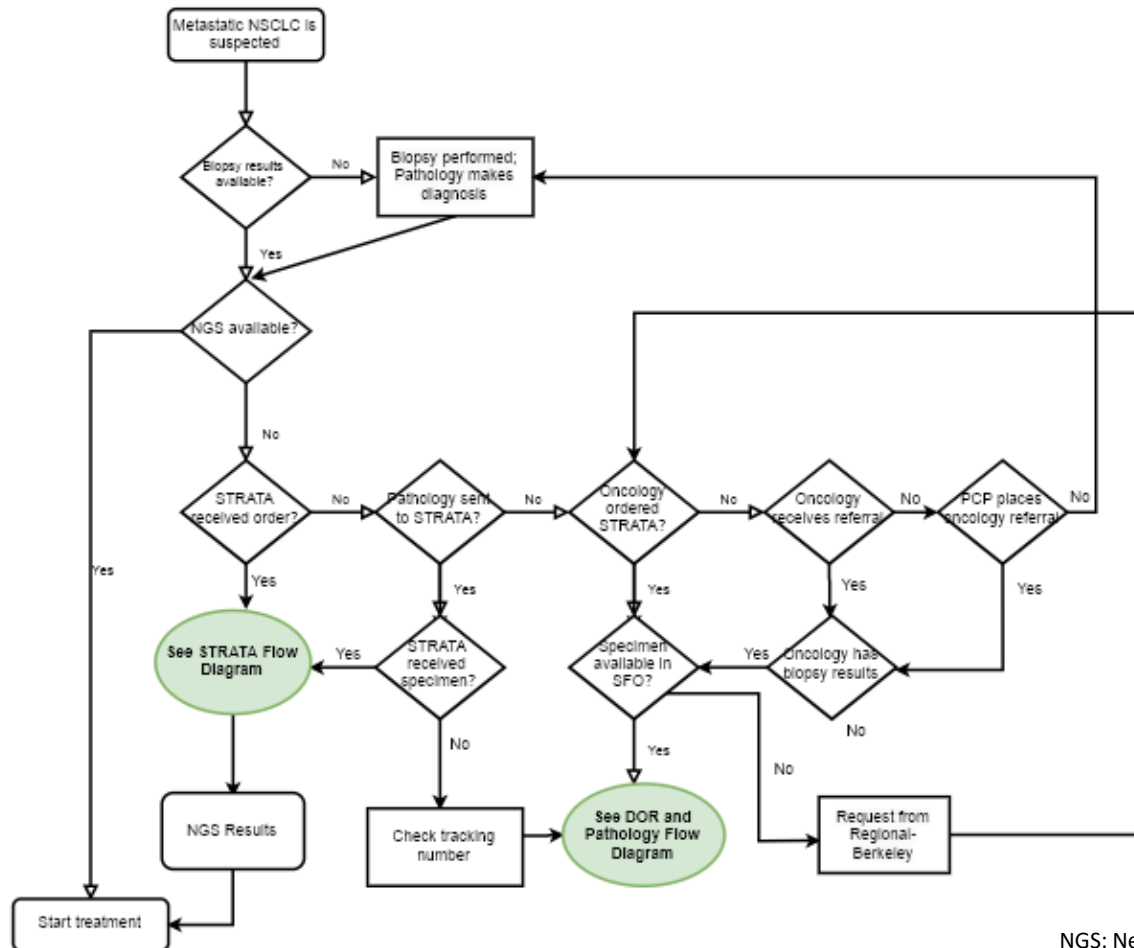 Metastatic NSCLC is
suspected
Biopsy results
available?
No
Biopsy performed;
Pathology makes
diagnosis
Yes
NGS available?
No
Yes
STRATA
received order?
No
Pathology sent
to STRATA?
No
Oncology
ordered
STRATA?
No
Oncology
receives referral
No
PCP places
oncology referral
No
Yes
Yes
Yes
Yes
Yes
See STRATA Flow
Diagram
Yes
STRATA
received
specimen?
Specimen
available in
SFO?
Yes
Oncology has
biopsy results
No
No
Yes
No
NGS Results
Check tracking
number
See DOR and
Pathology Flow
Diagram
Request from
Regional-
Berkeley
Start treatment
NGS: Ne